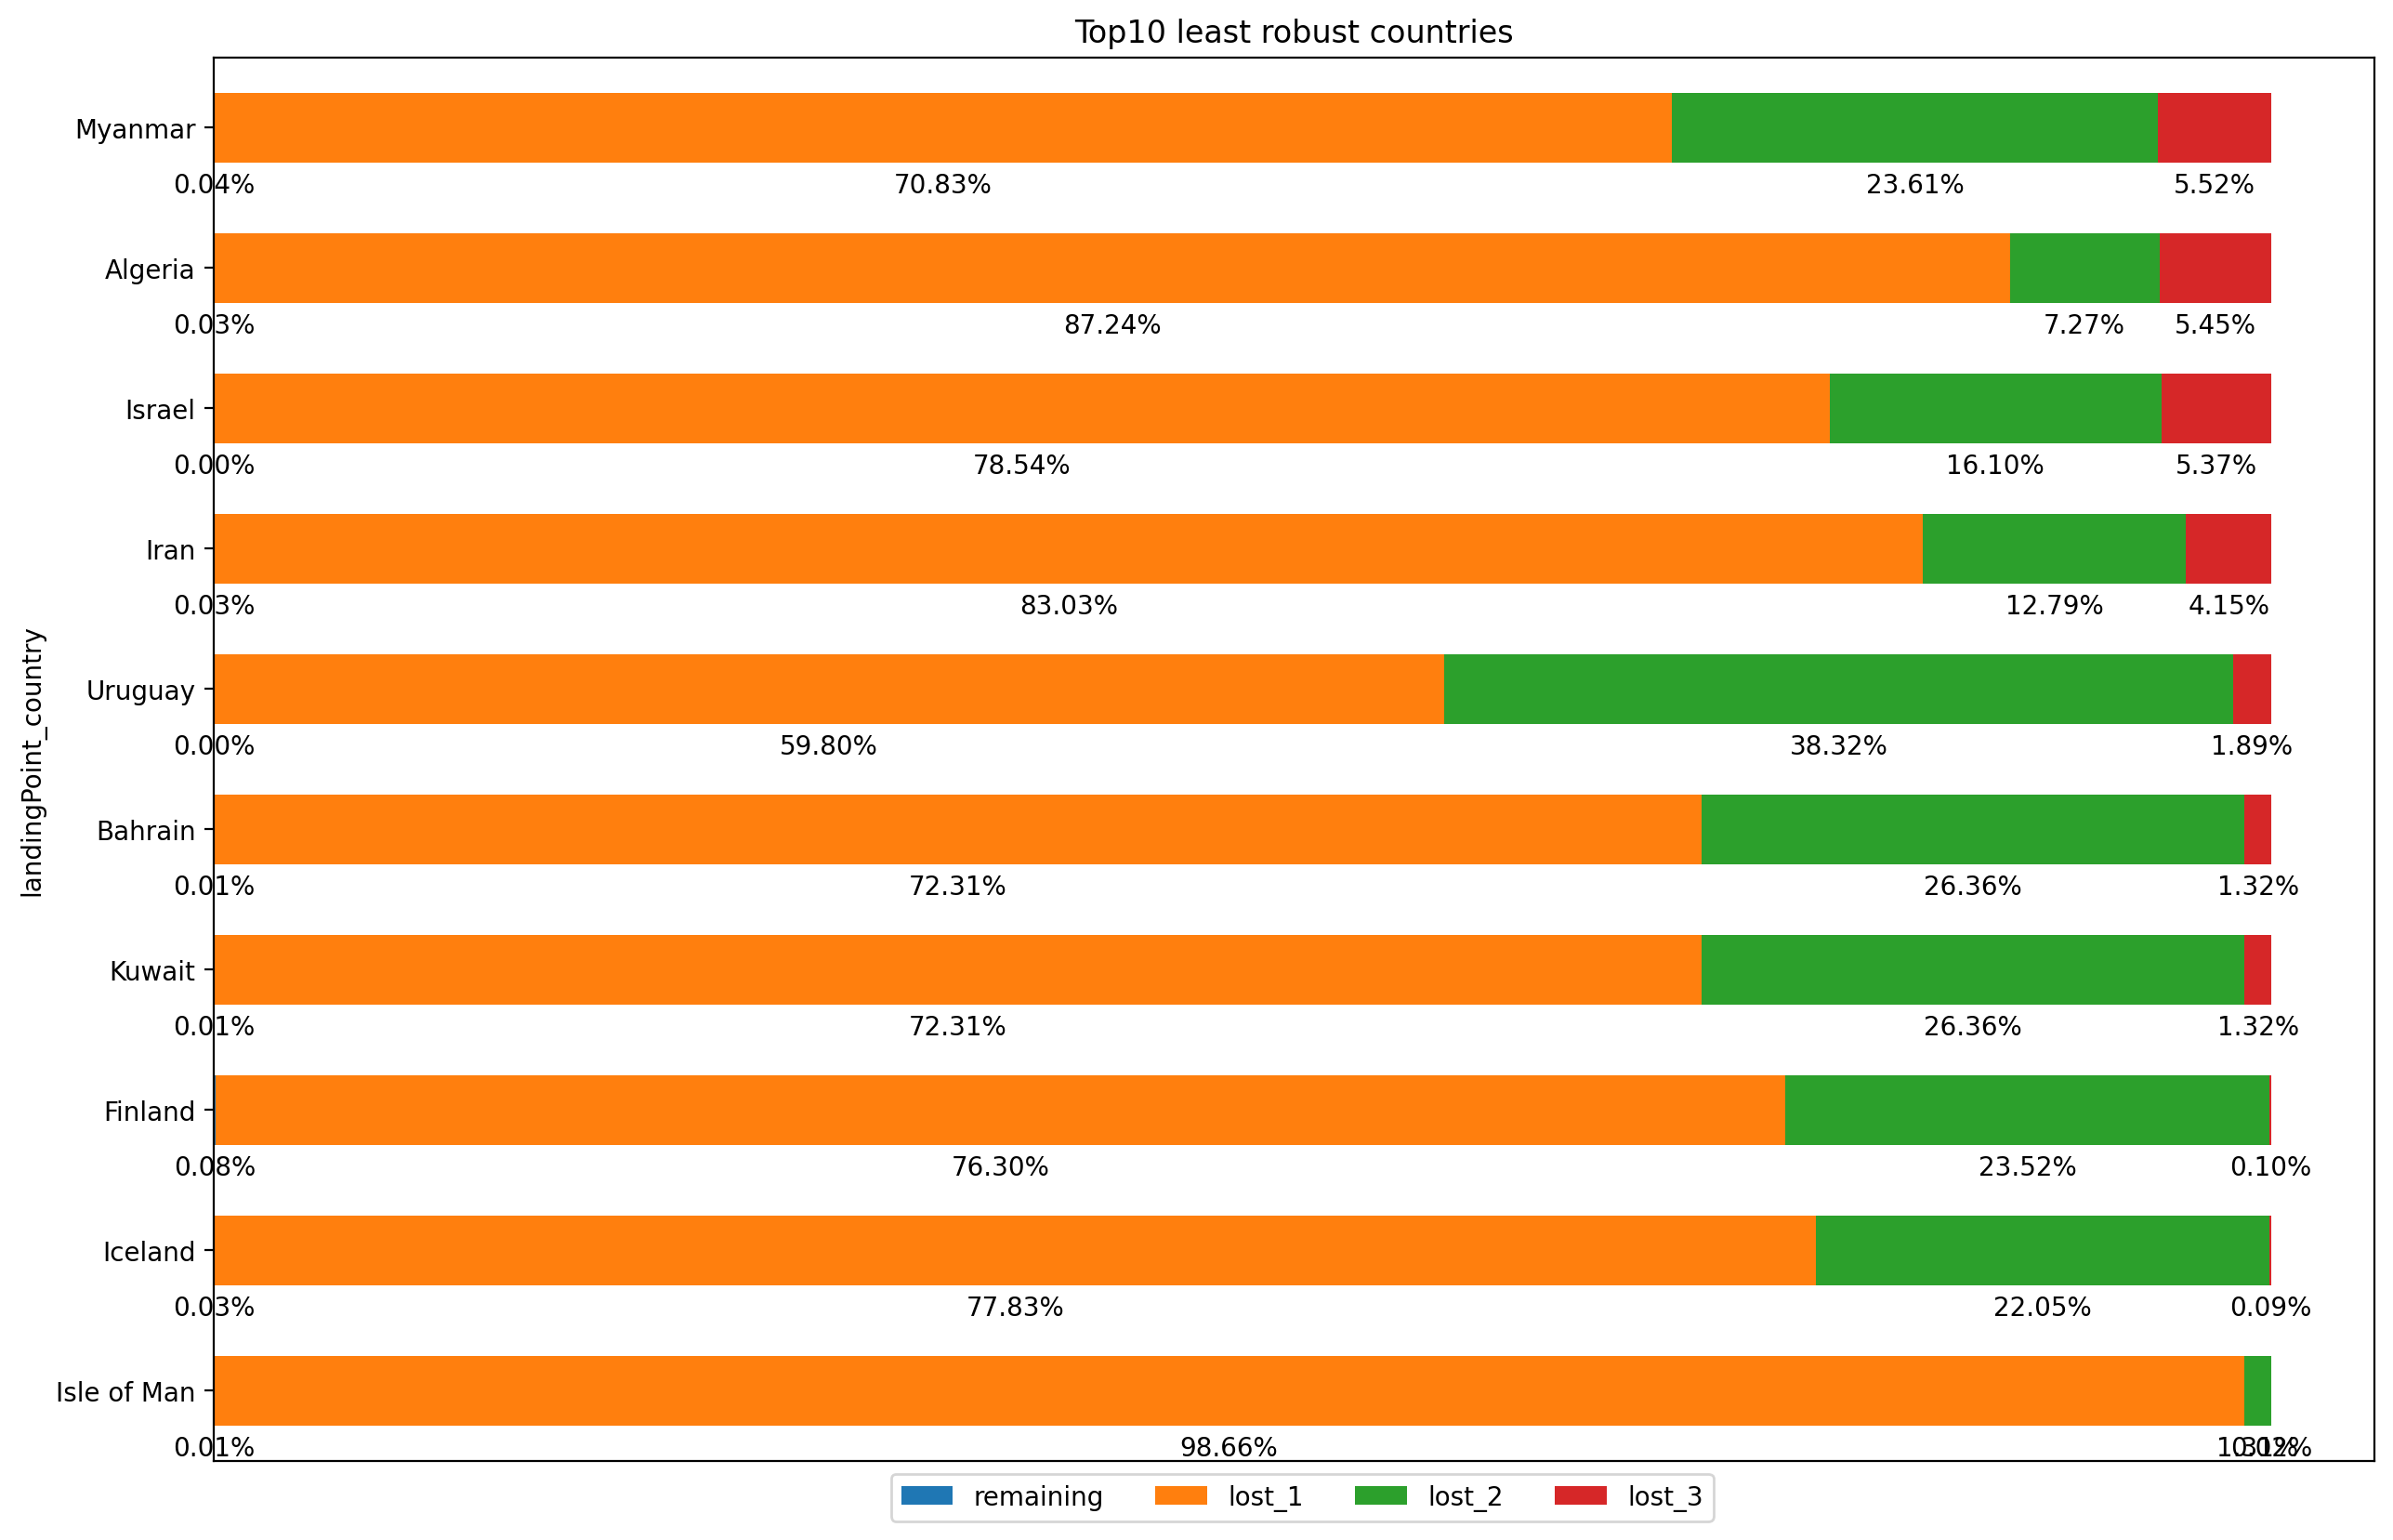 Top10 least robust countries
landingPoint_country
Myanmar
0.04% 70.83% 23.61% 5.52%
Algeria
0.03% 87.24% 7.27% 5.45%
Israel
0.00% 78.54% 16.10% 5.37%
Iran
0.03% 83.03% 12.79% 4.15%
Uruguay
0.00% 59.80% 38.32% 1.89%
Bahrain
0.01% 72.31% 26.36% 1.32%
Kuwait
0.01% 72.31% 26.36% 1.32%
Finland
0.08% 76.30% 23.52% 0.10%
Iceland
0.03% 77.83% 22.05% 0.09%
Isle of Man
0.01% 98.66%
remaining lost_1 lost_2 lost_3